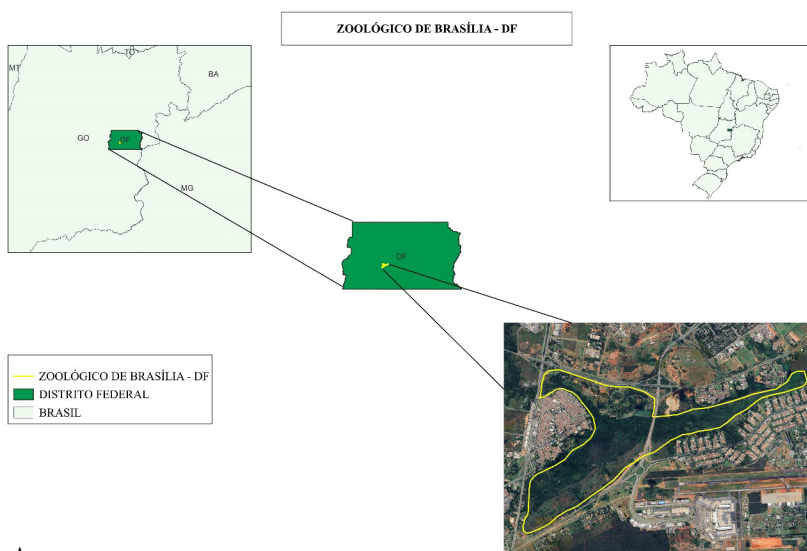 ZOOLÓGICO DE BRASÍLIA - DF
TO
MT
BA
GO
DF
MG
DF
ZOOLÓGICO DE BRASÍLIA - DF
DISTRITO FEDERAL
BRASIL